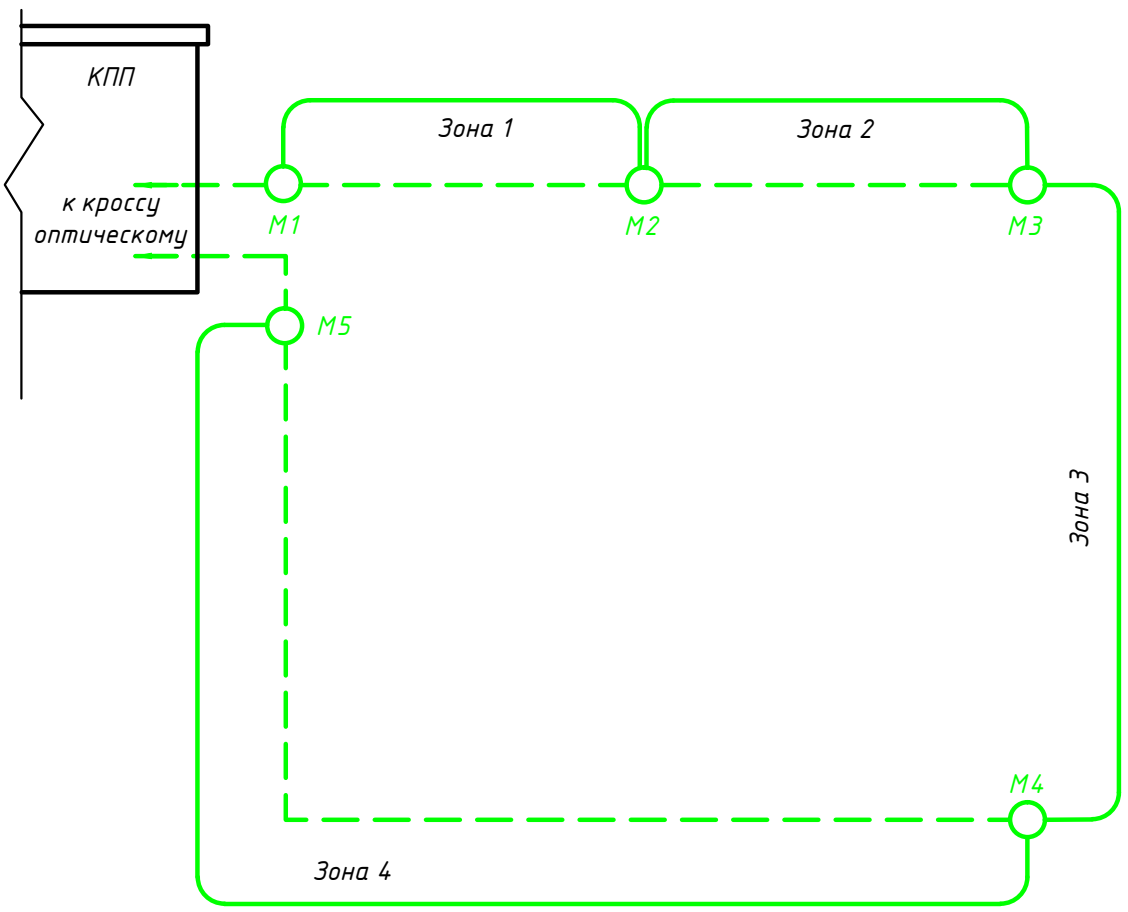 КПП
Зона 1
Зона 2
к кроссу
оптическому
М1
М2
М3
М5
Зона 3
М4
Зона 4